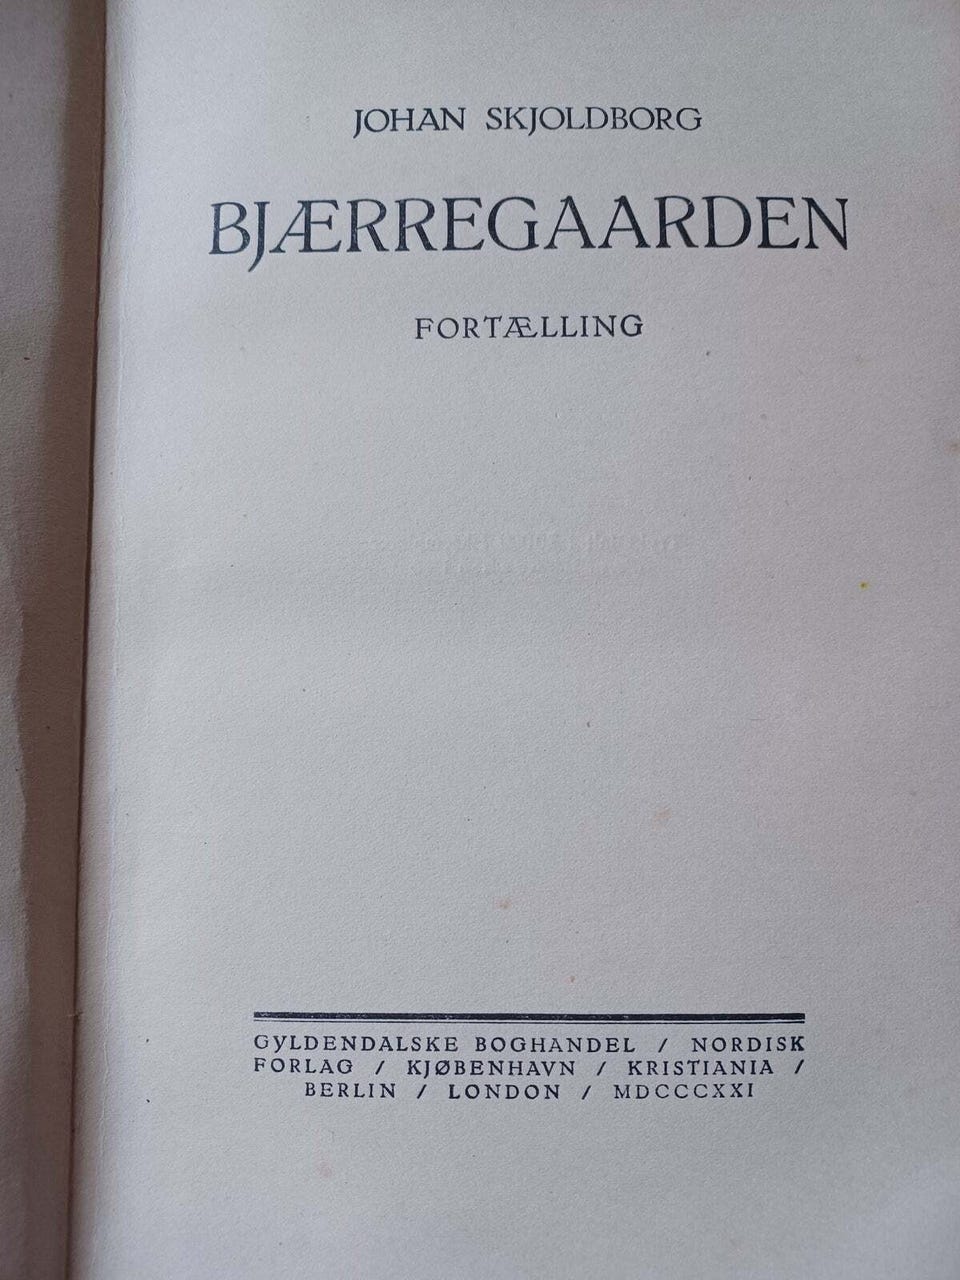 JOHAN SKJOLDBORG
BJÆRREGAARDEN
FORTÆLLING
GYLDENDALSKE BOGHANDEL / NORDISK
FORLAG / KJØBENHAVN / KRISTIANIA /
BERLIN / LONDON / MDCCCXXI